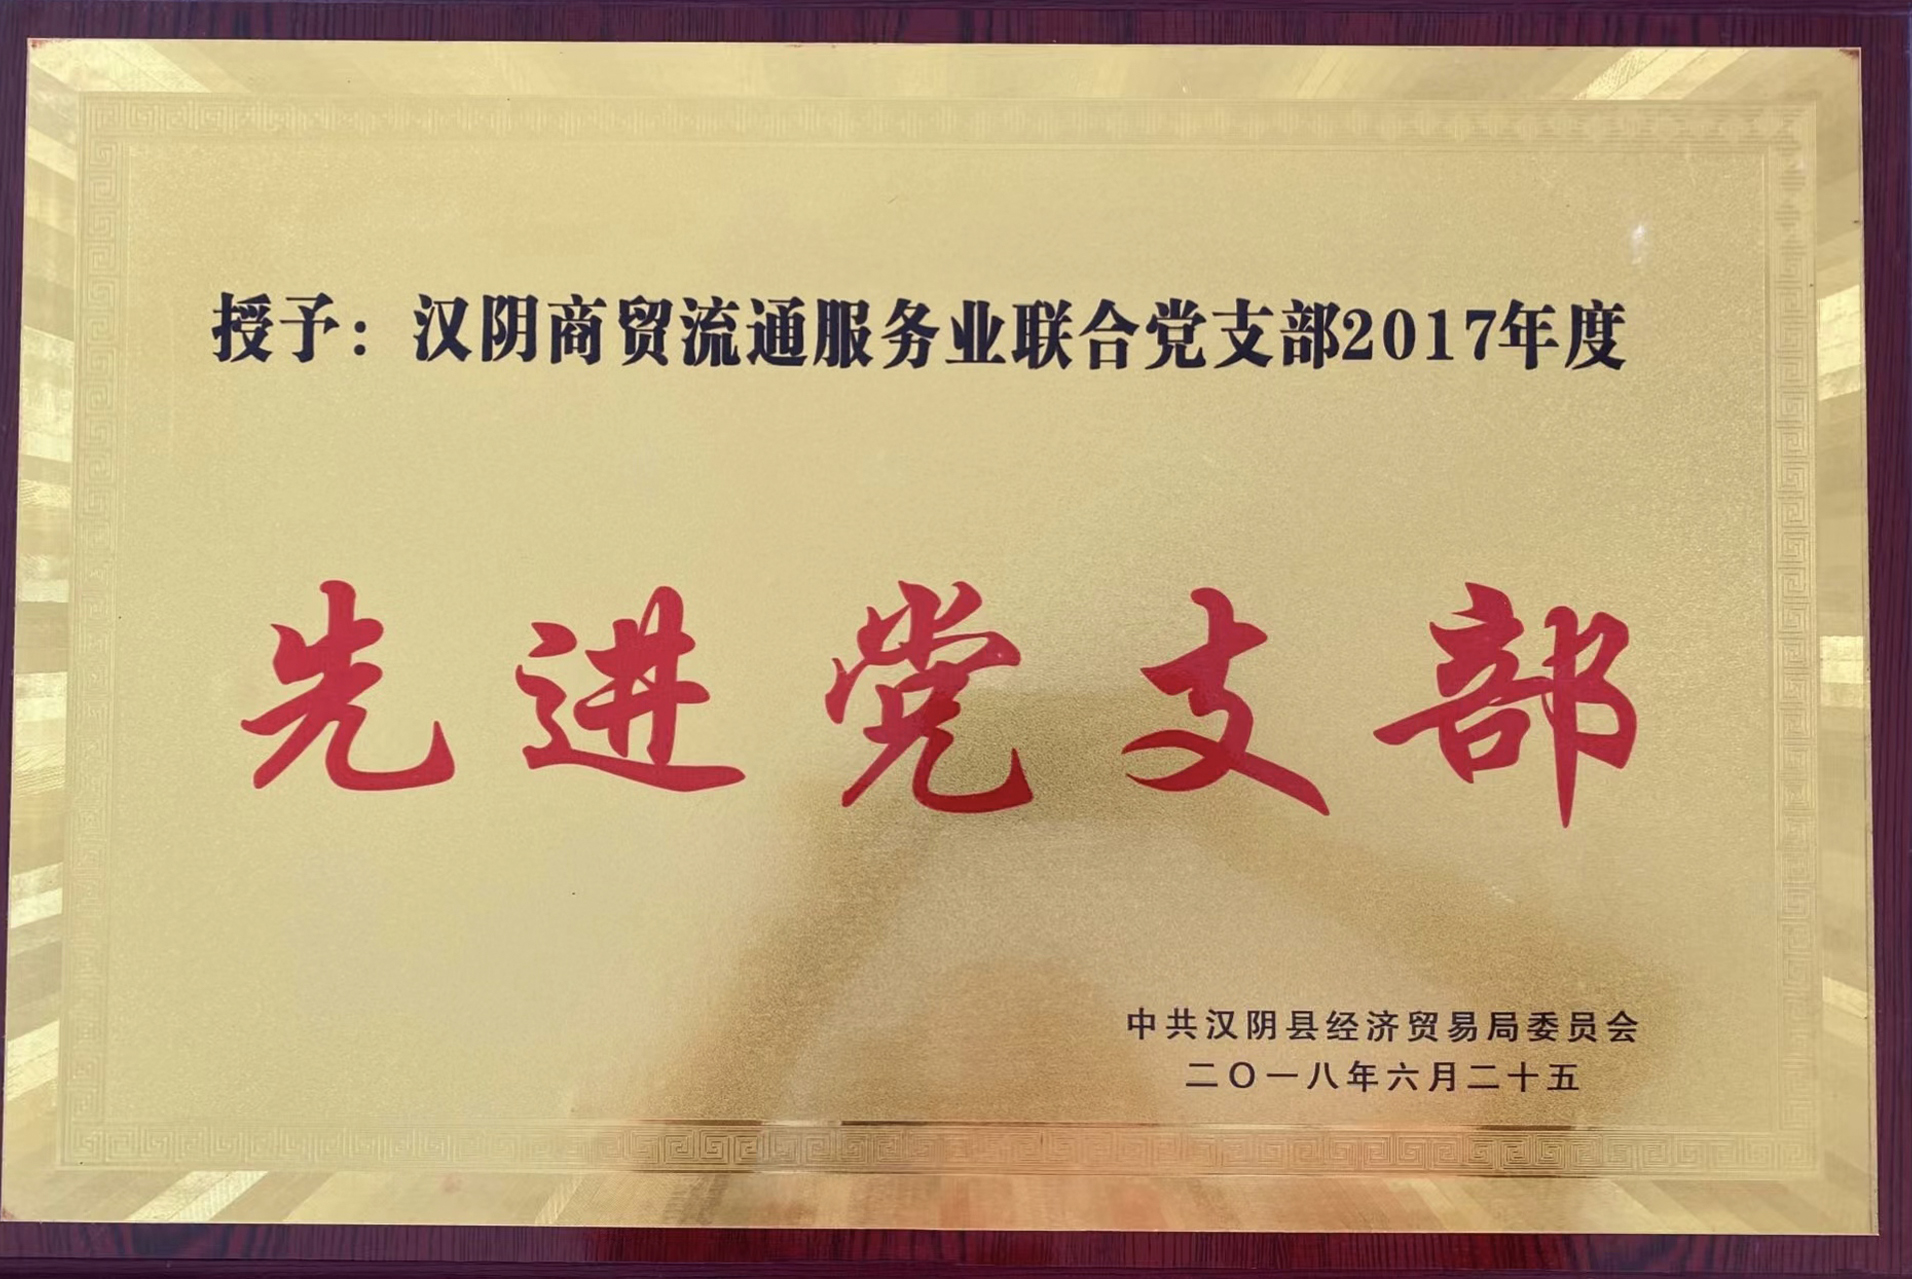 授予：汉阴商贸流通服务业联合党支部2017年度
先进党支部
中共汉阴县经济贸易局委员会
二〇一八年六月二十五